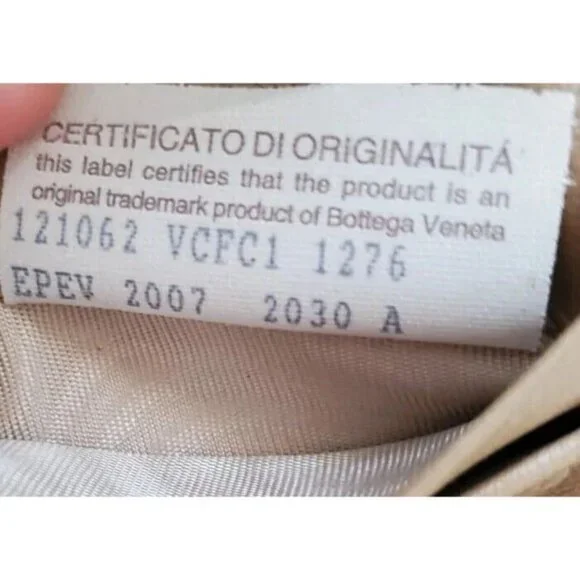 CERTIFICATO DI ORIGINALITÁ
this label certifies that the product is an
original trademark product of Bottega Veneta
121062 VCFC1 1276
EPEV 2007 2030 A